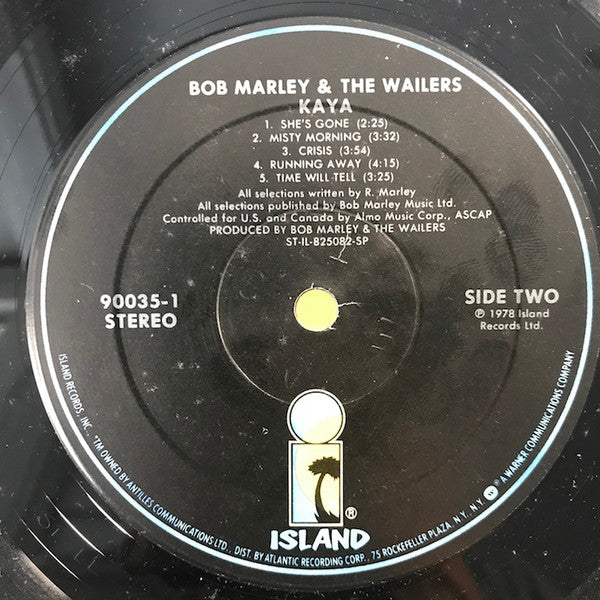 BOB MARLEY & THE WAILERS
KAYA
1. SHE'S GONE (2:25)
2. MISTY MORNING (3:32)
3. CRISIS (3:54)
4. RUNNING AWAY (4:15)
5. TIME WILL TELL (3:25)
All selections written by R. Marley
All selections published by Bob Marley Music Ltd.
Controlled for U.S. and Canada by Almo Music Corp., ASCAP
PRODUCED BY BOB MARLEY & THE WAILERS
ST-IL-825082-SP
90035-1
STEREO
SIDE TWO
℗ 1978 Island
Records Ltd.
®
ISLAND
ISLAND RECORDS, INC. *TM OWNED BY ANTILLES COMMUNICATIONS LTD., DIST. BY ATLANTIC RECORDING CORP., 75 ROCKEFELLER PLAZA, N.Y. N.Y. A WARNER COMMUNICATIONS COMPANY